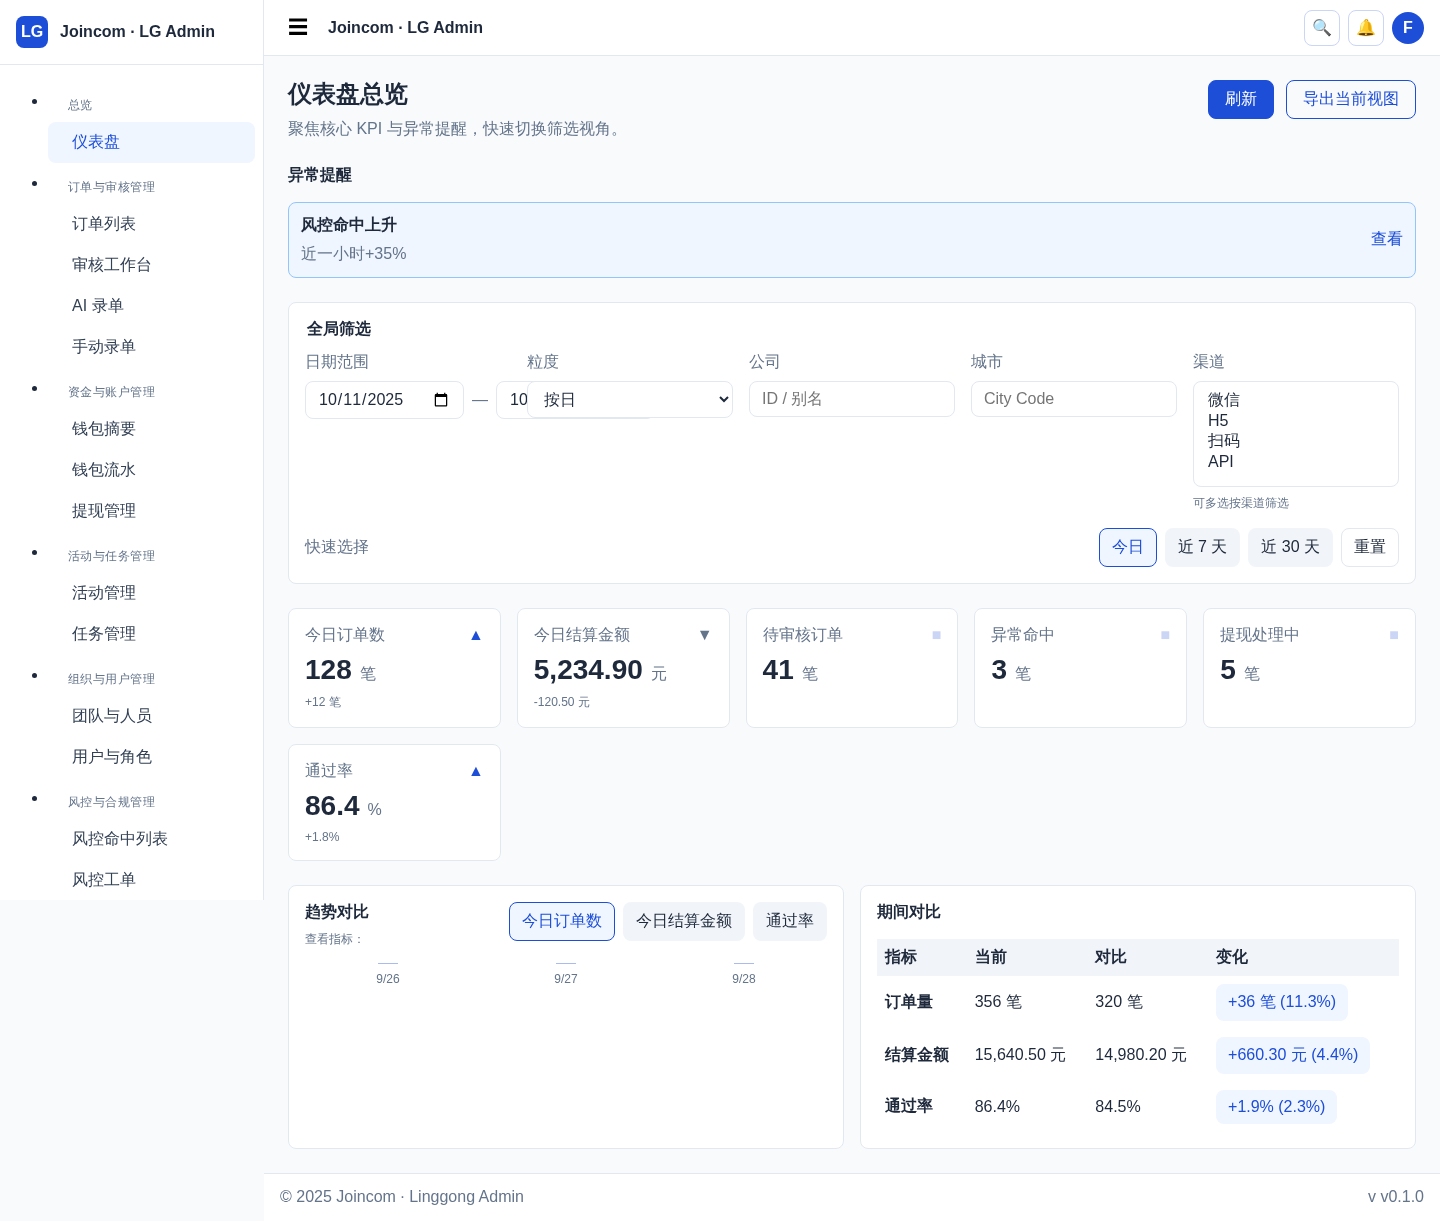 LG Joincom · LG Admin
总览
仪表盘
订单与审核管理
订单列表
审核工作台
AI 录单
手动录单
资金与账户管理
钱包摘要
钱包流水
提现管理
活动与任务管理
活动管理
任务管理
组织与用户管理
团队与人员
用户与角色
风控与合规管理
风控命中列表
风控工单
Joincom · LG Admin
F
仪表盘总览
聚焦核心 KPI 与异常提醒，快速切换筛选视角。
刷新
导出当前视图
异常提醒
风控命中上升
近一小时+35%
查看
全局筛选
日期范围
10/11/2025 — 10
粒度
按日
公司
ID / 别名
城市
City Code
渠道
微信
H5
扫码
API
可多选按渠道筛选
快速选择
今日 近 7 天 近 30 天 重置
今日订单数 ▲
128 笔
+12 笔
今日结算金额 ▼
5,234.90 元
-120.50 元
待审核订单
41 笔
异常命中
3 笔
提现处理中
5 笔
通过率 ▲
86.4 %
+1.8%
趋势对比
查看指标：
今日订单数 今日结算金额 通过率
9/26 9/27 9/28
期间对比
指标 当前 对比 变化
订单量 356 笔 320 笔 +36 笔 (11.3%)
结算金额 15,640.50 元 14,980.20 元 +660.30 元 (4.4%)
通过率 86.4% 84.5% +1.9% (2.3%)
© 2025 Joincom · Linggong Admin
v v0.1.0